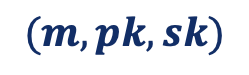 (m, pk, sk)